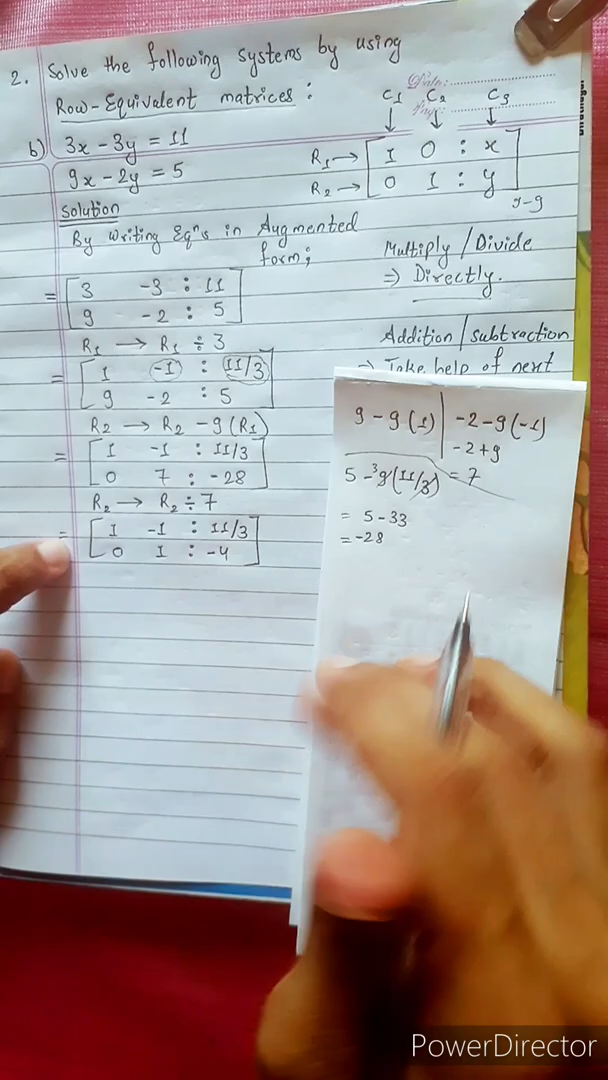 2. Solve the following systems by using
Row-Equivalent matrices :
b) 3x - 3y = 11
9x - 2y = 5
C1 C2 C3
R1 → [ 1 0 : x ]
R2 → [ 0 1 : y ]
Solution
By writing Eqns in Augmented
form;
= [ 3 -3 : 11 ]
[ 9 -2 : 5 ]
R1 → R1 ÷ 3
= [ 1 -1 : 11/3 ]
[ 9 -2 : 5 ]
R2 → R2 - 9(R1)
= [ 1 -1 : 11/3 ]
[ 0 7 : -28 ]
R2 → R2 ÷ 7
= [ 1 -1 : 11/3 ]
[ 0 1 : -4 ]
Multiply / Divide
⇒ Directly.
Addition / subtraction
⇒ Take help of next
9 - 9(1) | -2 - 9(-1)
-2 + 9
5 - 9(11/3) = 7
= 5 - 33
= -28
PowerDirector